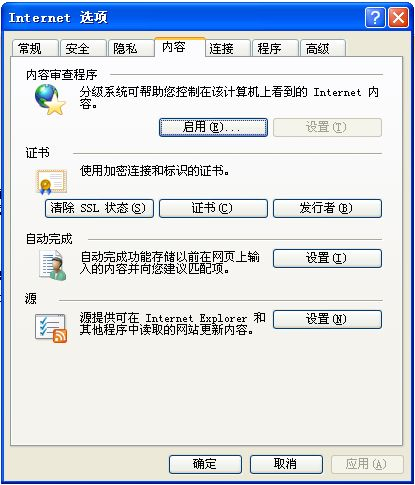 Internet 选项
常规 安全 隐私 内容 连接 程序 高级
内容审查程序
分级系统可帮助您控制在该计算机上看到的 Internet 内
容。
启用(E)... 设置(T)
证书
使用加密连接和标识的证书。
清除 SSL 状态(S) 证书(C) 发行者(B)
自动完成
自动完成功能存储以前在网页上输
入的内容并向您建议匹配项。
设置(I)
源
源提供可在 Internet Explorer 和
其他程序中读取的网站更新内容。
设置(N)
确定 取消 应用(A)